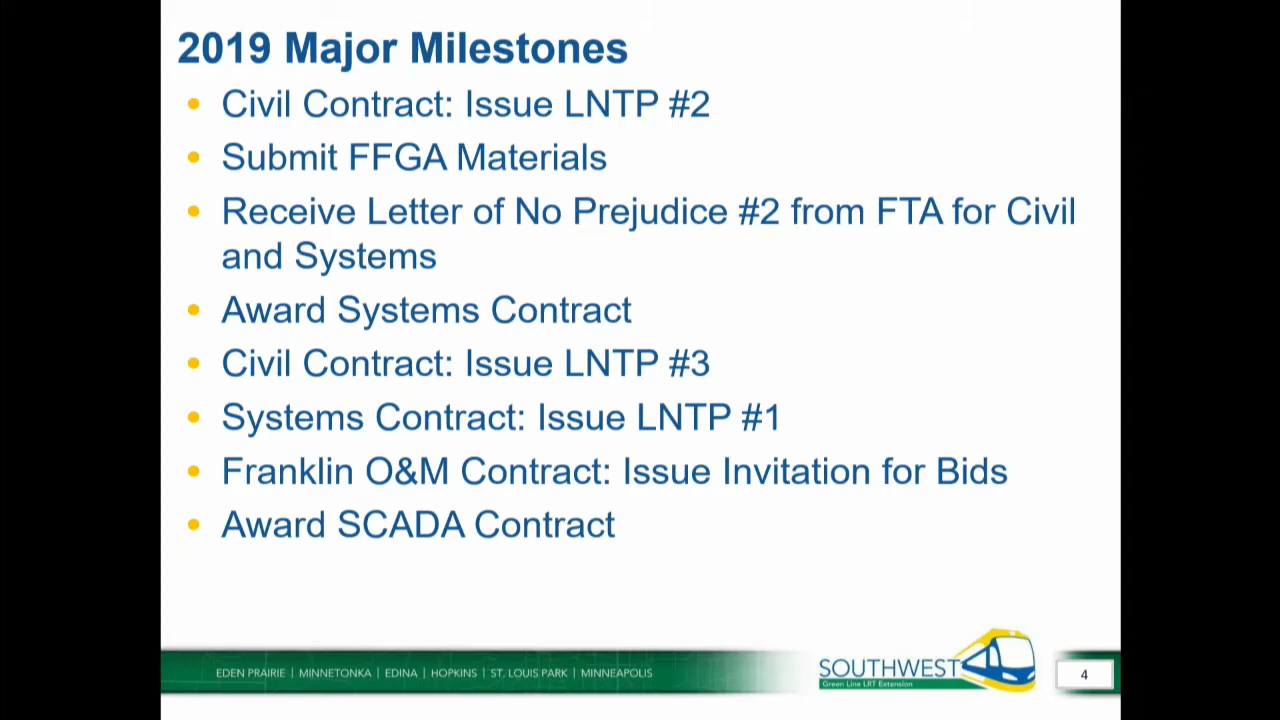 2019 Major Milestones
• Civil Contract: Issue LNTP #2
• Submit FFGA Materials
• Receive Letter of No Prejudice #2 from FTA for Civil
and Systems
• Award Systems Contract
• Civil Contract: Issue LNTP #3
• Systems Contract: Issue LNTP #1
• Franklin O&M Contract: Issue Invitation for Bids
• Award SCADA Contract
EDEN PRAIRIE | MINNETONKA | EDINA | HOPKINS | ST. LOUIS PARK | MINNEAPOLIS
SOUTHWEST
Green Line LRT Extension
4